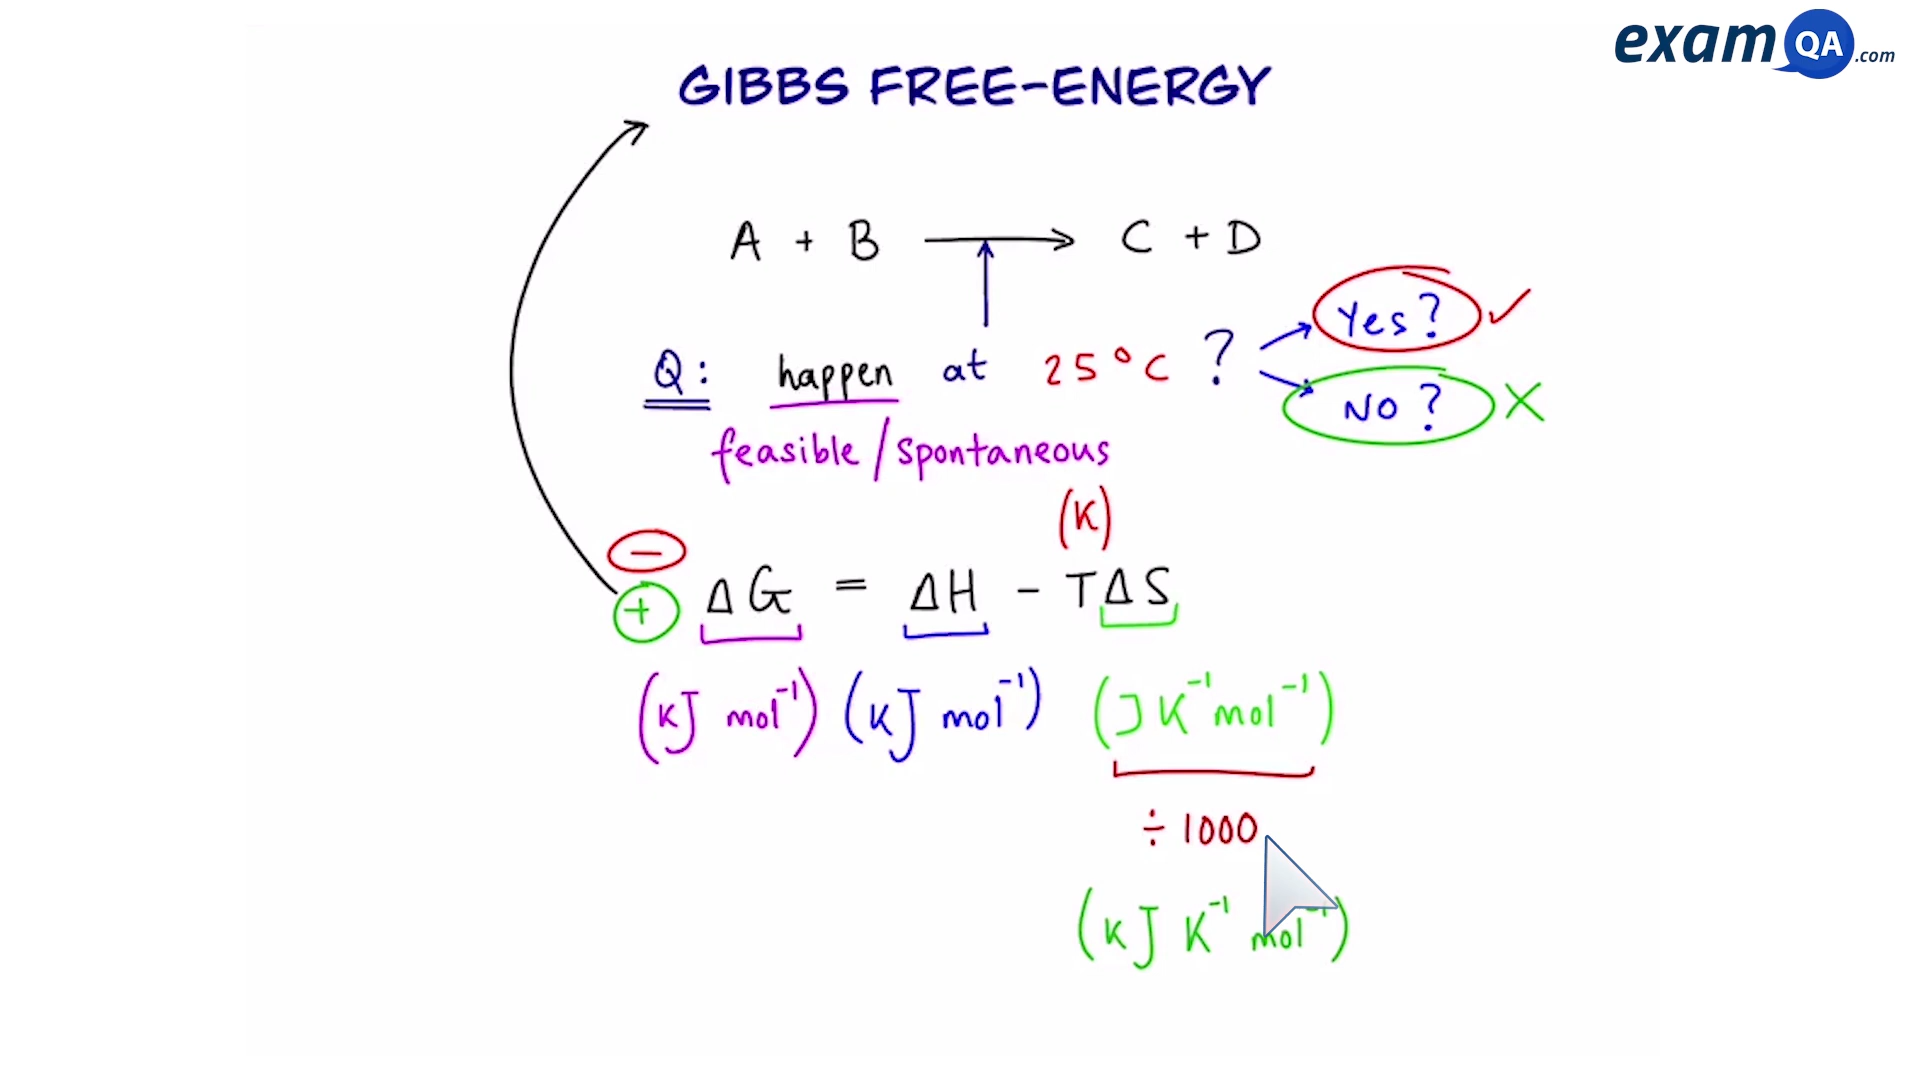 examQA.com
GIBBS FREE-ENERGY
A + B ⟶ C + D
Yes? ✓
Q: happen at 25°C ?
NO? ✗
feasible/spontaneous
(K)
−
+ ΔG = ΔH - TΔS
(KJ mol⁻¹) (KJ mol⁻¹) (J K⁻¹ mol⁻¹)
÷ 1000
(KJ K⁻¹ mol⁻¹)